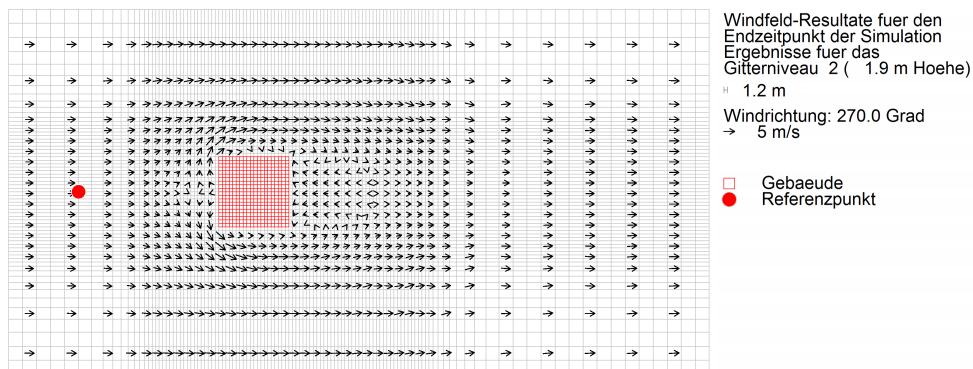 Windfeld-Resultate fuer den
Endzeitpunkt der Simulation
Ergebnisse fuer das
Gitterniveau 2 ( 1.9 m Hoehe)
1.2 m
Windrichtung: 270.0 Grad
5 m/s
Gebaeude
Referenzpunkt